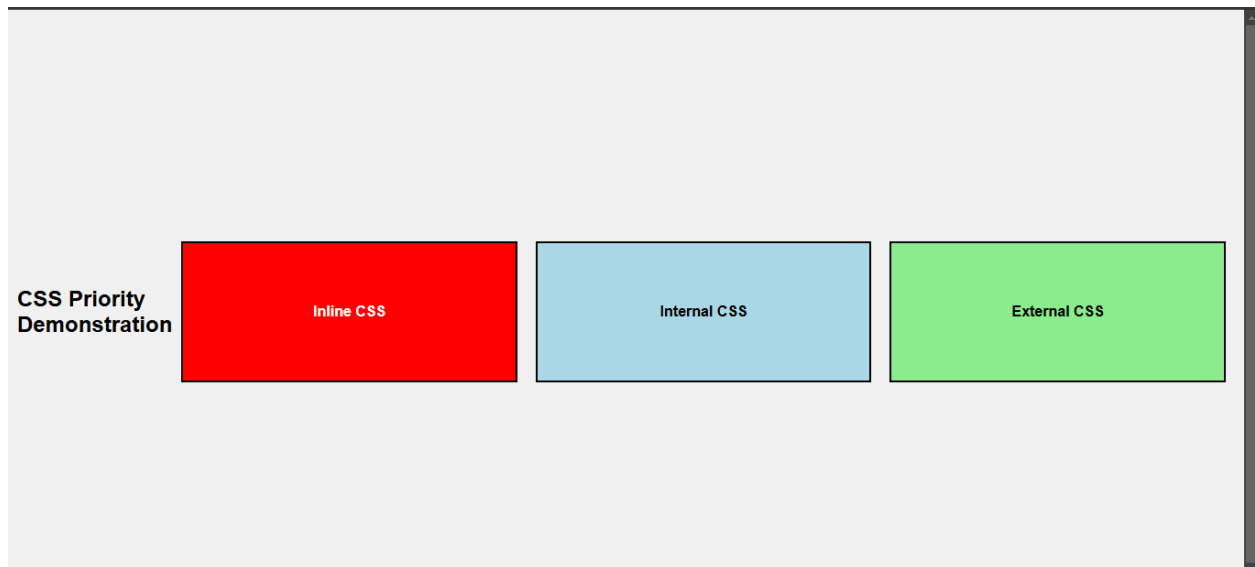 CSS Priority
Demonstration
Inline CSS
Internal CSS
External CSS